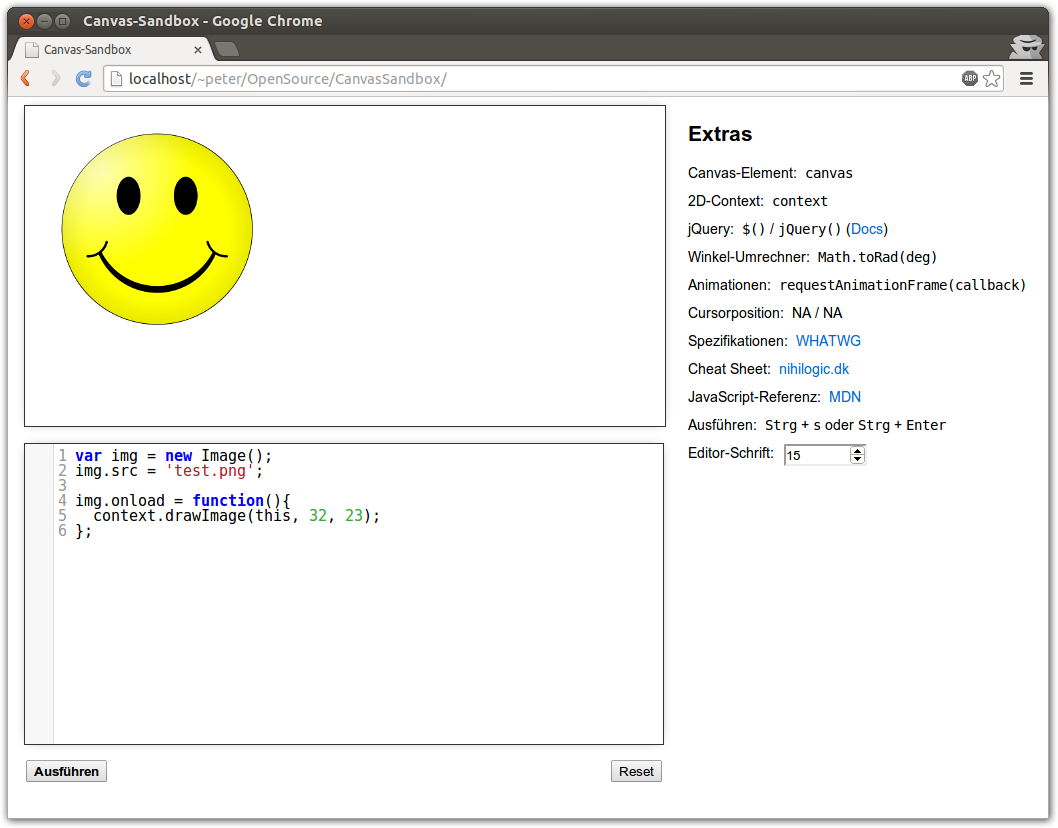 Canvas-Sandbox - Google Chrome
Canvas-Sandbox
localhost/~peter/OpenSource/CanvasSandbox/
ABP
Extras
Canvas-Element: canvas
2D-Context: context
jQuery: $() / jQuery() (Docs)
Winkel-Umrechner: Math.toRad(deg)
Animationen: requestAnimationFrame(callback)
Cursorposition: NA / NA
Spezifikationen: WHATWG
Cheat Sheet: nihilogic.dk
JavaScript-Referenz: MDN
Ausführen: Strg + s oder Strg + Enter
Editor-Schrift: 15
1 var img = new Image();
2 img.src = 'test.png';
3
4 img.onload = function(){
5   context.drawImage(this, 32, 23);
6 };
Ausführen
Reset